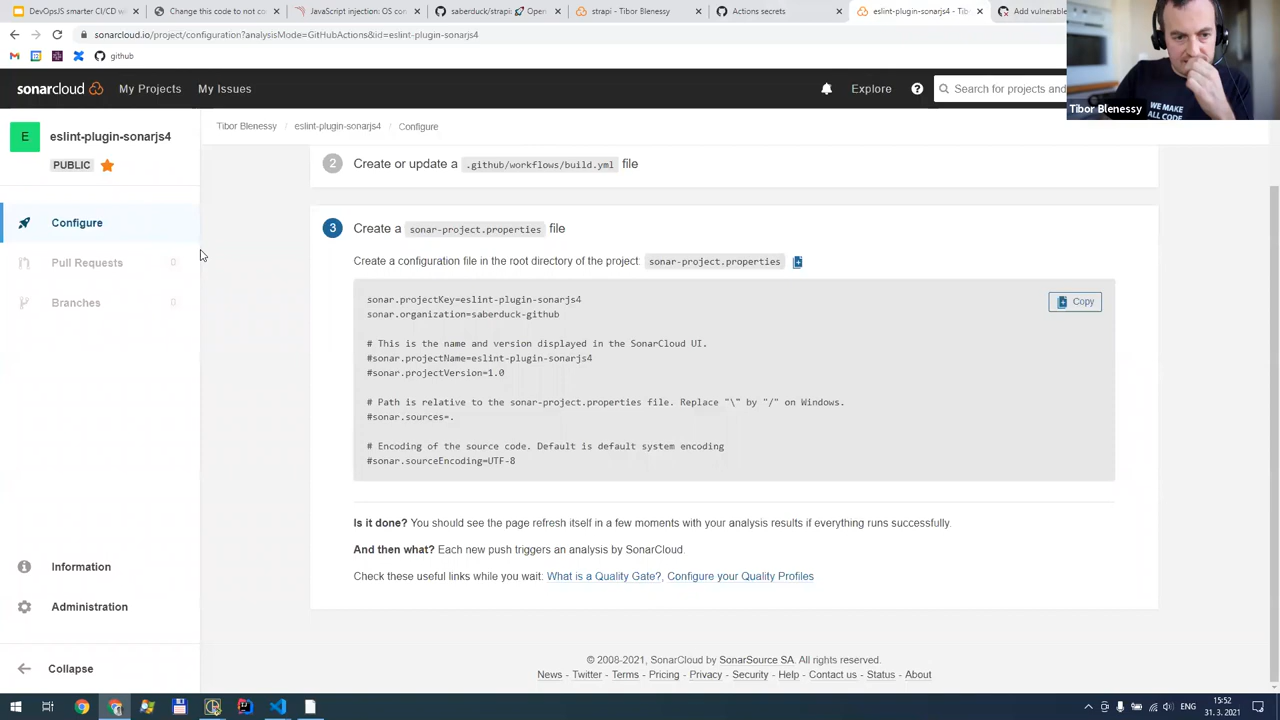 DevOpsJS smarter CI/CD wi
Change this code to not co
JavaScript injection: OS co
saberduck/strapi
Open
strapi - Tibor Blenessy
Actions secrets
eslint-plugin-sonarjs4 - Tib
Add vulnerable
sonarcloud.io/project/configuration?analysisMode=GitHubActions&id=eslint-plugin-sonarjs4
github
sonarcloud
My Projects
My Issues
Explore
Search for projects and
Tibor Blenessy
WE MAKE
ALL CODE
E
eslint-plugin-sonarjs4
PUBLIC
Tibor Blenessy / eslint-plugin-sonarjs4 / Configure
Configure
Pull Requests 0
Branches 0
Information
Administration
Collapse
2 Create or update a .github/workflows/build.yml file
3 Create a sonar-project.properties file
Create a configuration file in the root directory of the project: sonar-project.properties
Copy
sonar.projectKey=eslint-plugin-sonarjs4
sonar.organization=saberduck-github
# This is the name and version displayed in the SonarCloud UI.
#sonar.projectName=eslint-plugin-sonarjs4
#sonar.projectVersion=1.0
# Path is relative to the sonar-project.properties file. Replace "\" by "/" on Windows.
#sonar.sources=.
# Encoding of the source code. Default is default system encoding
#sonar.sourceEncoding=UTF-8
Is it done? You should see the page refresh itself in a few moments with your analysis results if everything runs successfully.
And then what? Each new push triggers an analysis by SonarCloud.
Check these useful links while you wait: What is a Quality Gate?, Configure your Quality Profiles
© 2008-2021, SonarCloud by SonarSource SA. All rights reserved.
News - Twitter - Terms - Pricing - Privacy - Security - Help - Contact us - Status - About
ENG
15:52
31. 3. 2021